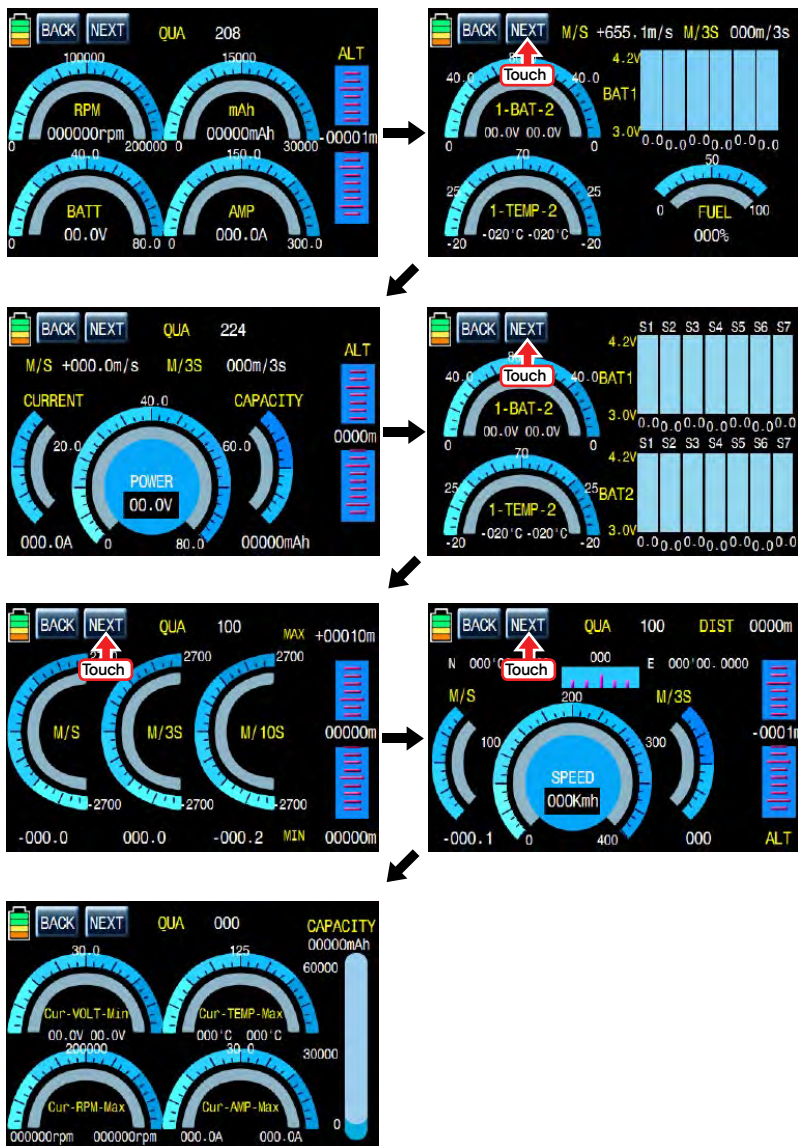 BACK NEXT QUA 208
ALT
100000 15000
RPM mAh
000000rpm 00000mAh -00001m
0 200000 0 30000
40.0 150.0
BATT AMP
00.0V 000.0A
0 80.0 0 300.0
BACK NEXT M/S +655.1m/s M/3S 000m/3s
Touch
40.0 40.0
1-BAT-2
00.0V 00.0V
0 0
4.2V
BAT1
3.0V
0.0 0.0 0.0 0.0 0.0 0.0 0.0
70
25 25
1-TEMP-2
-020'C -020'C
-20 -20
50
0 FUEL 100
000%
BACK NEXT QUA 224
M/S +000.0m/s M/3S 000m/3s
ALT
CURRENT 40.0 CAPACITY
20.0 60.0
0000m
POWER
00.0V
000.0A 0 80.0 00000mAh
BACK NEXT
Touch
40.0 40.0
1-BAT-2
00.0V 00.0V
0 0
S1 S2 S3 S4 S5 S6 S7
4.2V
BAT1
3.0V
0.0 0.0 0.0 0.0 0.0 0.0 0.0
70
25 25
1-TEMP-2
-020'C -020'C
-20 -20
S1 S2 S3 S4 S5 S6 S7
4.2V
BAT2
3.0V
0.0 0.0 0.0 0.0 0.0 0.0 0.0
BACK NEXT QUA 100 MAX +00010m
Touch
2700 2700
M/S M/3S M/10S 00000m
-2700 -2700 -2700
-000.0 000.0 -000.2 MIN 00000m
BACK NEXT QUA 100 DIST 0000m
Touch
N 000'0 000 E 000'00.0000
M/S 200 M/3S
100 300 -0001m
SPEED
000Kmh
-000.1 0 400 000 ALT
BACK NEXT QUA 000 CAPACITY
00000mAh
30.0 125 60000
Cur-VOLT-Min Cur-TEMP-Max
00.0V 00.0V 000'C 000'C
200000 30.0 30000
Cur-RPM-Max Cur-AMP-Max
000000rpm 000000rpm 000.0A 000.0A 0